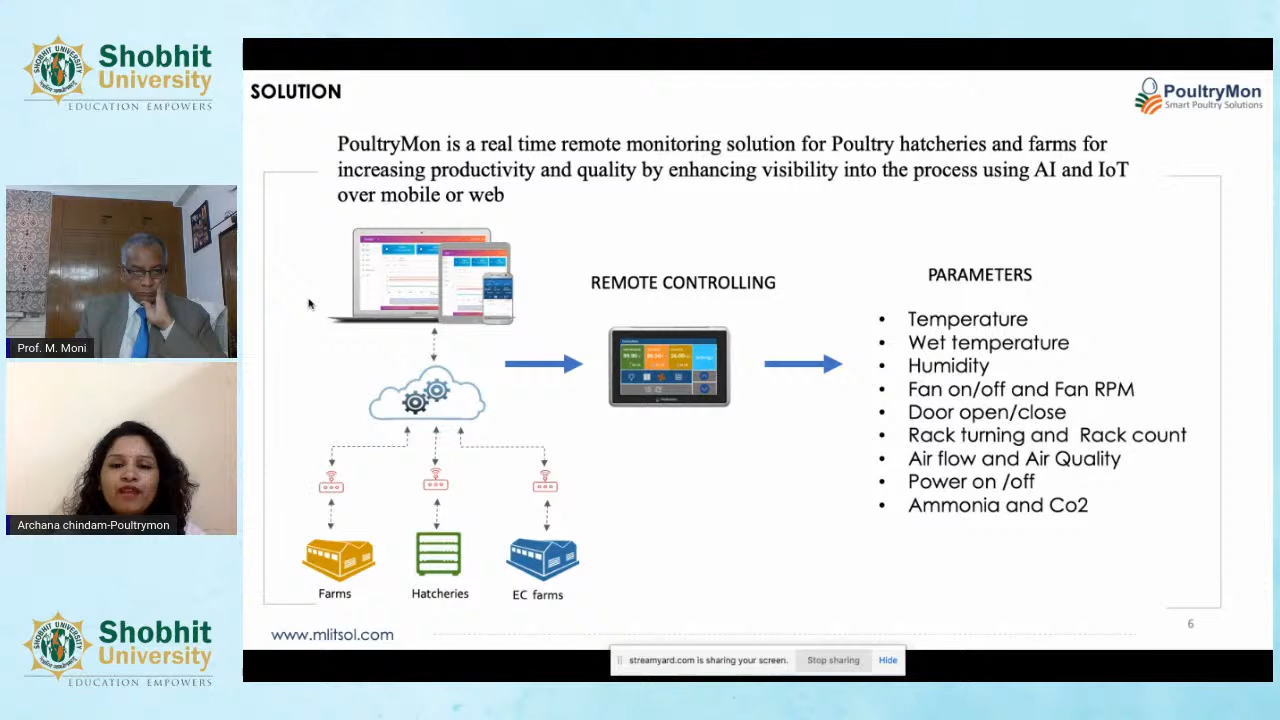 Shobhit
University
EDUCATION EMPOWERS
Prof. M. Moni
Archana chindam-Poultrymon
Shobhit
University
EDUCATION EMPOWERS
SOLUTION
PoultryMon
Smart Poultry Solutions
PoultryMon is a real time remote monitoring solution for Poultry hatcheries and farms for
increasing productivity and quality by enhancing visibility into the process using AI and IoT
over mobile or web
REMOTE CONTROLLING
PARAMETERS
• Temperature
• Wet temperature
• Humidity
• Fan on/off and Fan RPM
• Door open/close
• Rack turning and Rack count
• Air flow and Air Quality
• Power on /off
• Ammonia and Co2
Farms
Hatcheries
EC farms
www.mlitsol.com
6
streamyard.com is sharing your screen.
Stop sharing
Hide